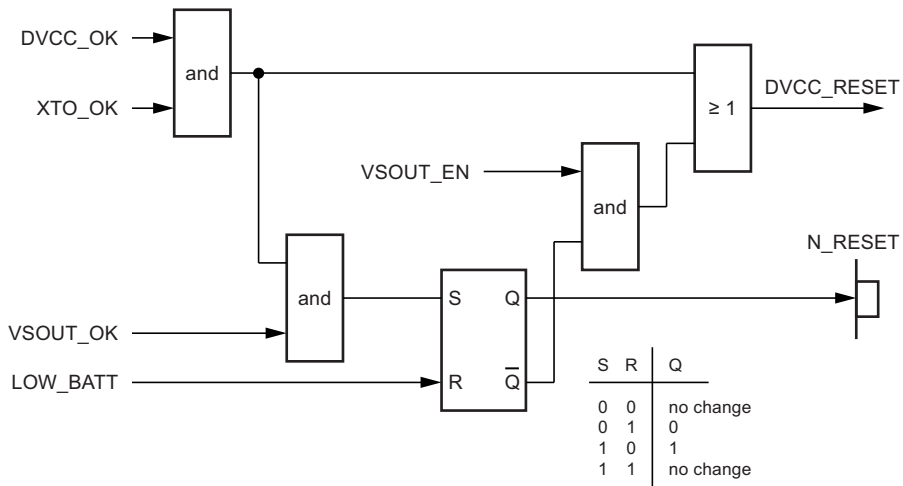 DVCC_OK
and
XTO_OK
≥ 1
DVCC_RESET
VSOUT_EN
and
N_RESET
and
S Q
VSOUT_OK
LOW_BATT
R Q̅
S R Q
0 0 no change
0 1 0
1 0 1
1 1 no change